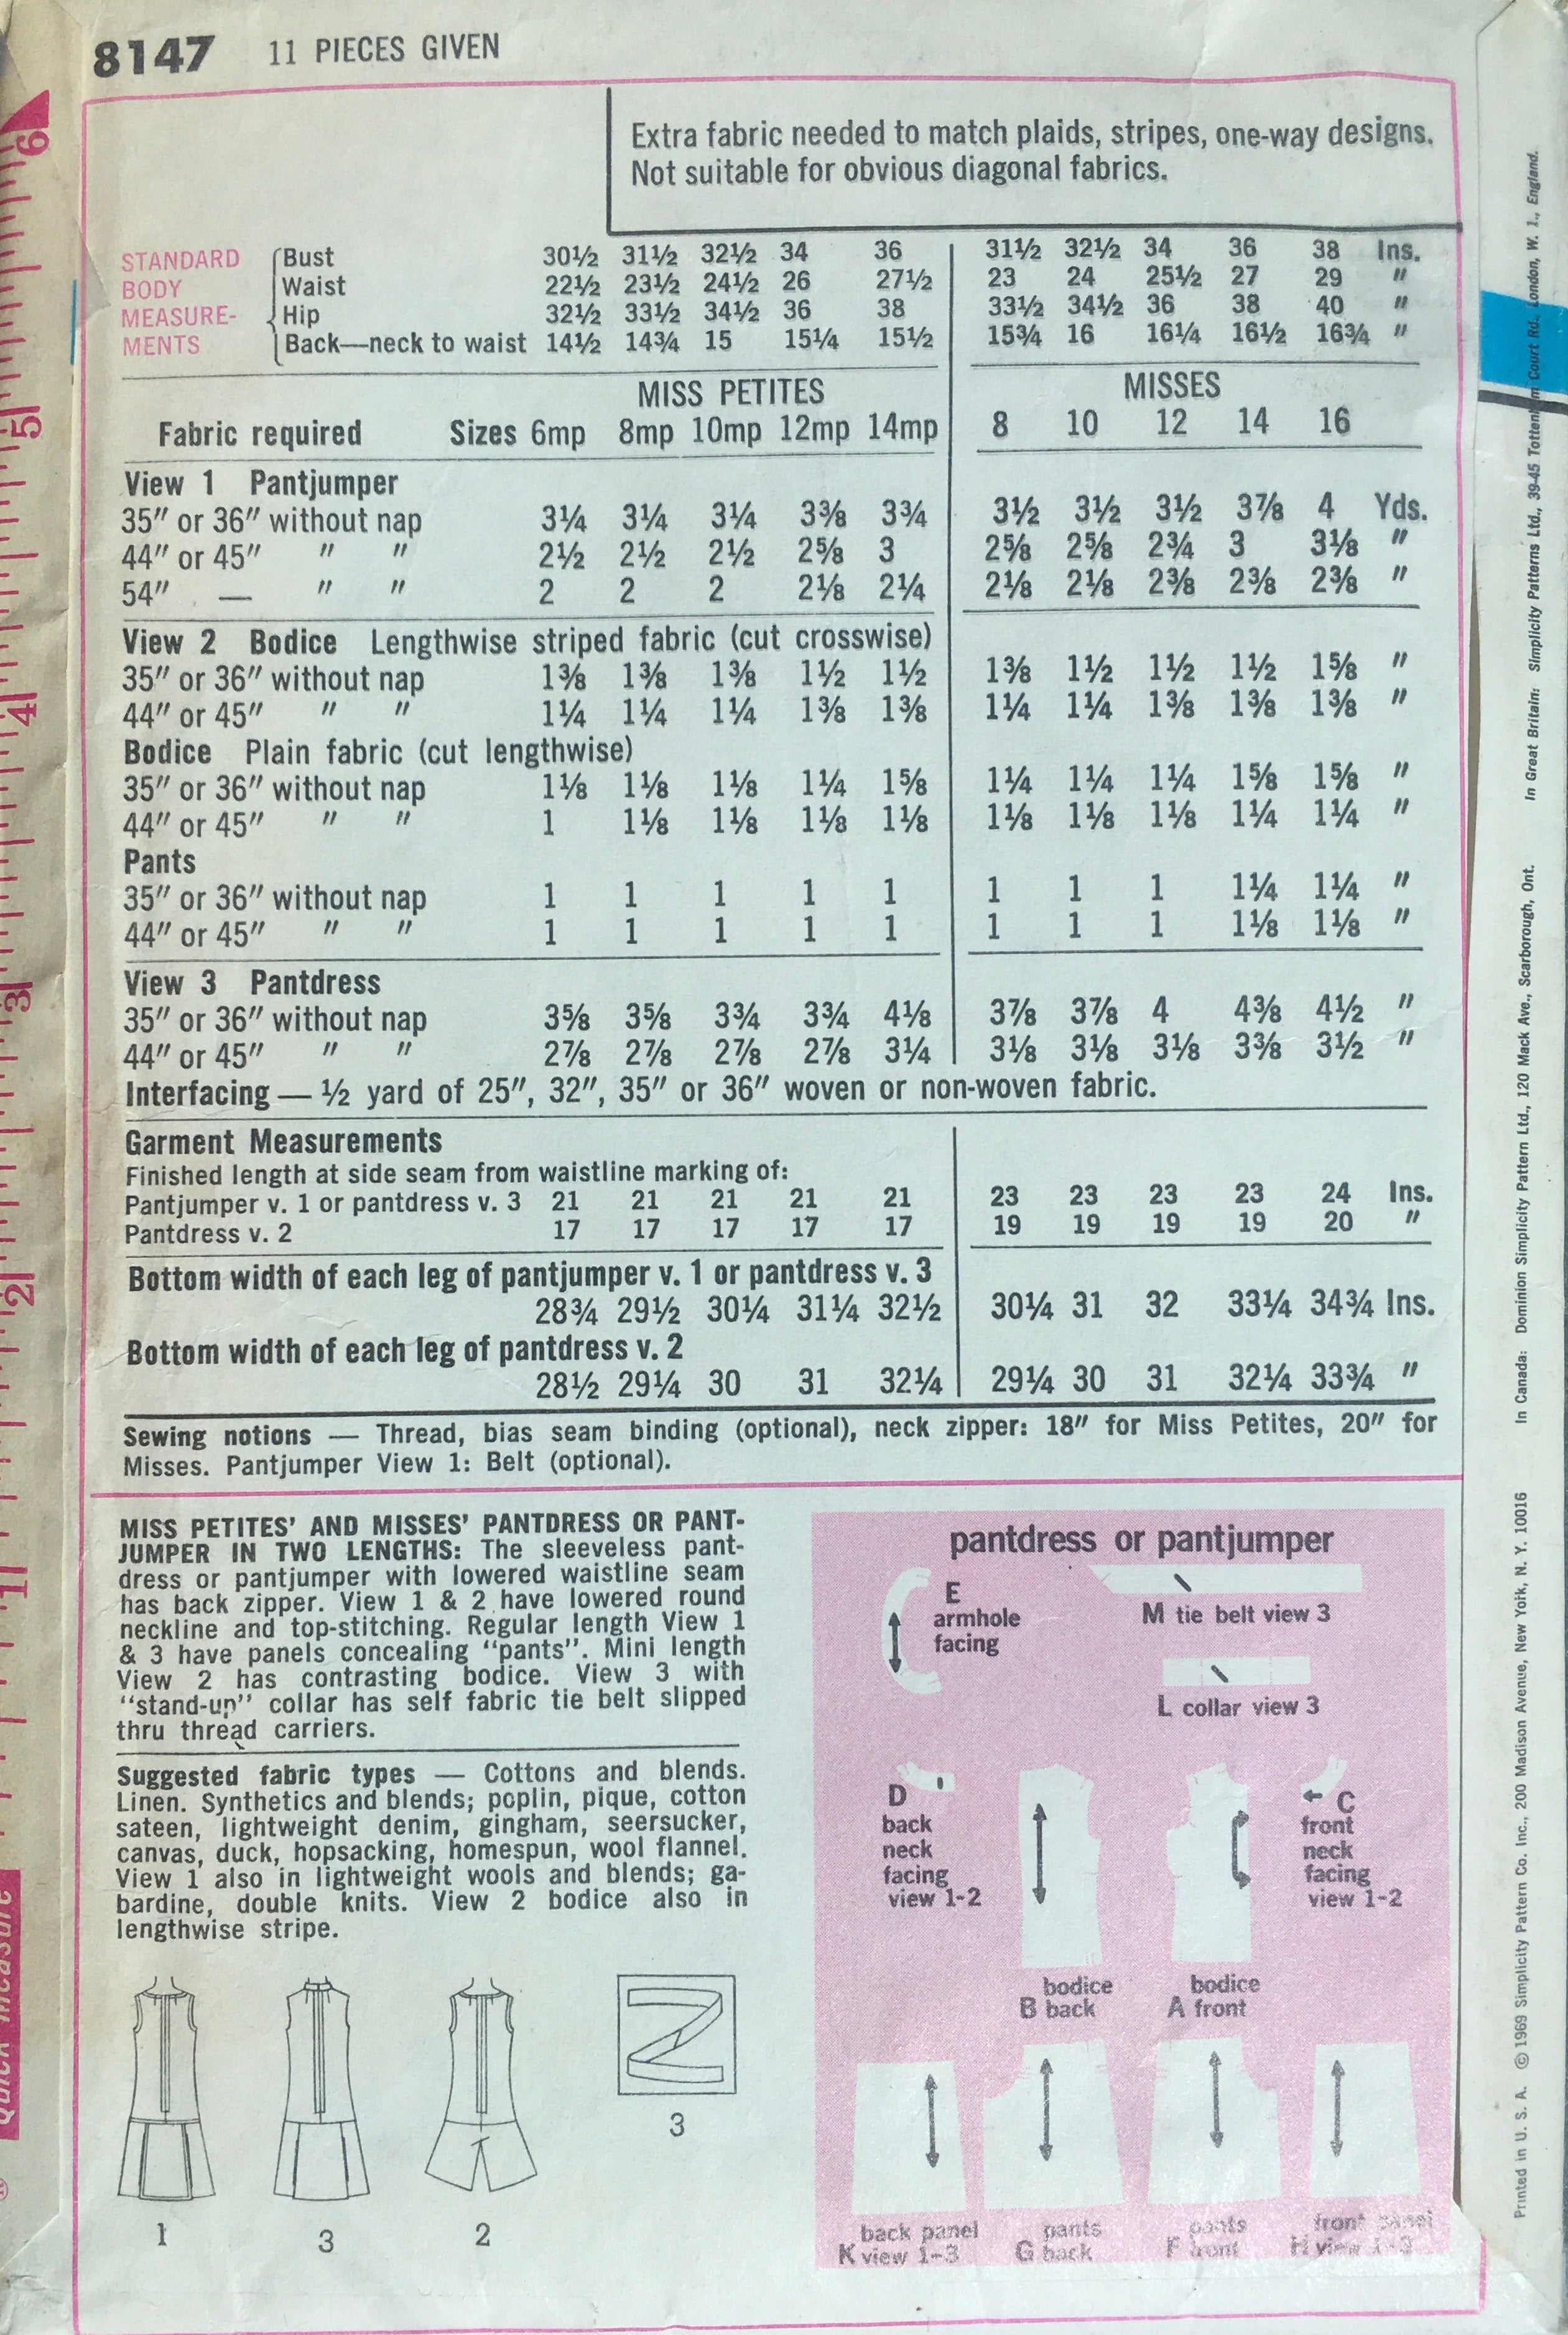 8147 11 PIECES GIVEN
Extra fabric needed to match plaids, stripes, one-way designs.
Not suitable for obvious diagonal fabrics.
STANDARD BODY MEASURE-MENTS
Bust 30½ 31½ 32½ 34 36 31½ 32½ 34 36 38 Ins.
Waist 22½ 23½ 24½ 26 27½ 23 24 25½ 27 29 "
Hip 32½ 33½ 34½ 36 38 33½ 34½ 36 38 40 "
Back—neck to waist 14½ 14¾ 15 15¼ 15½ 15¾ 16 16¼ 16½ 16¾ "
MISS PETITES MISSES
Fabric required Sizes 6mp 8mp 10mp 12mp 14mp 8 10 12 14 16
View 1 Pantjumper
35" or 36" without nap 3¼ 3¼ 3¼ 3⅜ 3¾ 3½ 3½ 3½ 3⅞ 4 Yds.
44" or 45" " " 2½ 2½ 2½ 2⅝ 3 2⅝ 2⅝ 2¾ 3 3⅛ "
54" — " " 2 2 2 2⅛ 2¼ 2⅛ 2⅛ 2⅜ 2⅜ 2⅜ "
View 2 Bodice Lengthwise striped fabric (cut crosswise)
35" or 36" without nap 1⅜ 1⅜ 1⅜ 1½ 1½ 1⅜ 1½ 1½ 1½ 1⅝ "
44" or 45" " " 1¼ 1¼ 1¼ 1⅜ 1⅜ 1¼ 1¼ 1⅜ 1⅜ 1⅜ "
Bodice Plain fabric (cut lengthwise)
35" or 36" without nap 1⅛ 1⅛ 1⅛ 1¼ 1⅝ 1¼ 1¼ 1¼ 1⅝ 1⅝ "
44" or 45" " " 1 1⅛ 1⅛ 1⅛ 1⅛ 1⅛ 1⅛ 1⅛ 1¼ 1¼ "
Pants
35" or 36" without nap 1 1 1 1 1 1 1 1 1¼ 1¼ "
44" or 45" " " 1 1 1 1 1 1 1 1 1⅛ 1⅛ "
View 3 Pantdress
35" or 36" without nap 3⅝ 3⅝ 3¾ 3¾ 4⅛ 3⅞ 3⅞ 4 4⅜ 4½ "
44" or 45" " " 2⅞ 2⅞ 2⅞ 2⅞ 3¼ 3⅛ 3⅛ 3⅛ 3⅜ 3½ "
Interfacing — ½ yard of 25", 32", 35" or 36" woven or non-woven fabric.
Garment Measurements
Finished length at side seam from waistline marking of:
Pantjumper v. 1 or pantdress v. 3 21 21 21 21 21 23 23 23 23 24 Ins.
Pantdress v. 2 17 17 17 17 17 19 19 19 19 20 "
Bottom width of each leg of pantjumper v. 1 or pantdress v. 3
28¾ 29½ 30¼ 31¼ 32½ 30¼ 31 32 33¼ 34¾ Ins.
Bottom width of each leg of pantdress v. 2
28½ 29¼ 30 31 32¼ 29¼ 30 31 32¼ 33¾ "
Sewing notions — Thread, bias seam binding (optional), neck zipper: 18" for Miss Petites, 20" for
Misses. Pantjumper View 1: Belt (optional).
MISS PETITES' AND MISSES' PANTDRESS OR PANT-
JUMPER IN TWO LENGTHS: The sleeveless pant-
dress or pantjumper with lowered waistline seam
has back zipper. View 1 & 2 have lowered round
neckline and top-stitching. Regular length View 1
& 3 have panels concealing "pants". Mini length
View 2 has contrasting bodice. View 3 with
"stand-up" collar has self fabric tie belt slipped
thru thread carriers.
Suggested fabric types — Cottons and blends.
Linen. Synthetics and blends; poplin, pique, cotton
sateen, lightweight denim, gingham, seersucker,
canvas, duck, hopsacking, homespun, wool flannel.
View 1 also in lightweight wools and blends; ga-
bardine, double knits. View 2 bodice also in
lengthwise stripe.
1 3 2 3
pantdress or pantjumper
E
armhole
facing
M tie belt view 3
L collar view 3
D
back
neck
facing
view 1-2
C
front
neck
facing
view 1-2
bodice
B back
bodice
A front
back panel
K view 1-3
pants
G back
pants
F front
front panel
H view 1-3
6
5
4
3
2
1
Quick measure
Printed in U. S. A. © 1969 Simplicity Pattern Co. Inc., 200 Madison Avenue, New York, N. Y. 10016 In Canada: Dominion Simplicity Pattern Ltd., 120 Mack Ave., Scarborough, Ont. In Great Britain: Simplicity Patterns Ltd., 39-45 Tottenham Court Rd., London, W. 1., England.